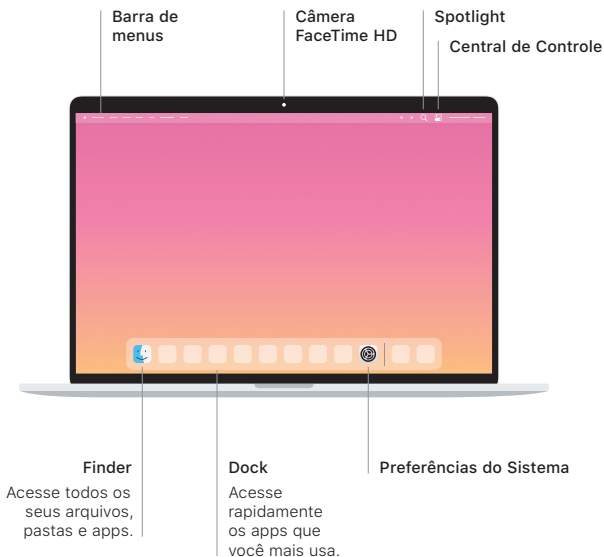 Barra de
menus
Câmera
FaceTime HD
Spotlight
Central de Controle
Finder
Acesse todos os
seus arquivos,
pastas e apps.
Dock
Acesse
rapidamente
os apps que
você mais usa.
Preferências do Sistema